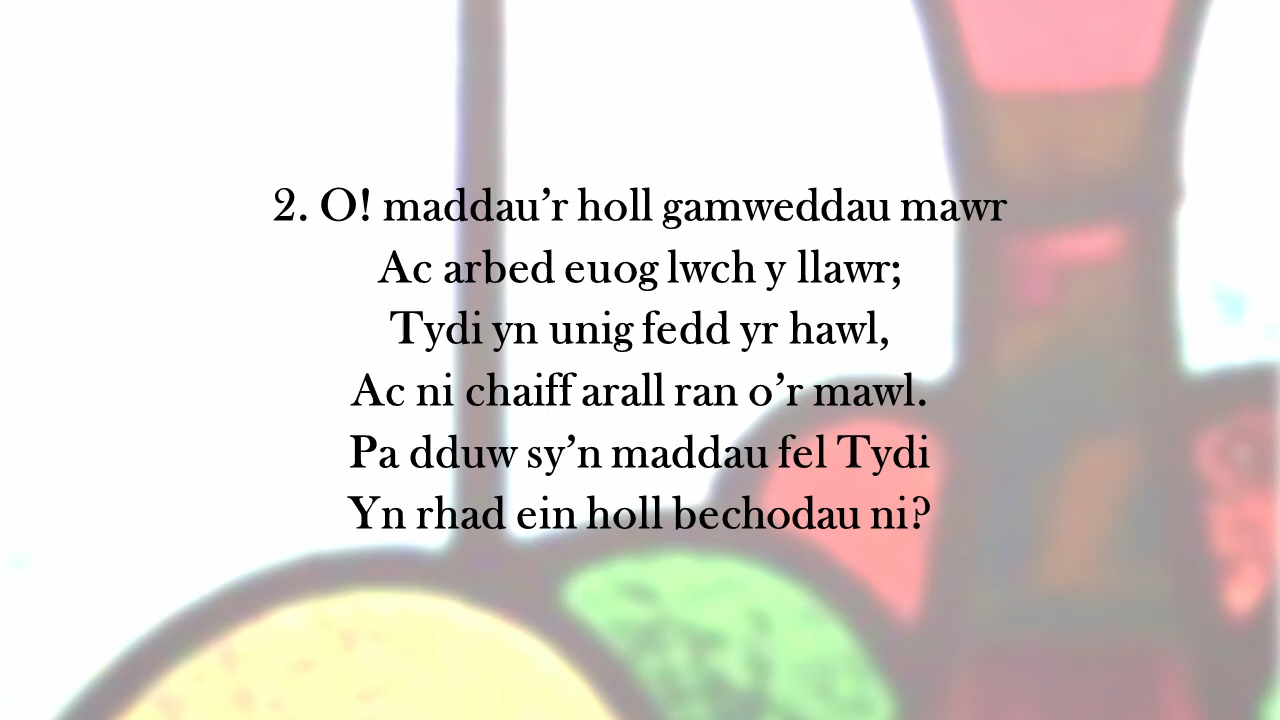 2. O! maddau’r holl gamweddau mawr
Ac arbed euog lwch y llawr;
Tydi yn unig fedd yr hawl,
Ac ni chaiff arall ran o’r mawl.
Pa dduw sy’n maddau fel Tydi
Yn rhad ein holl bechodau ni?